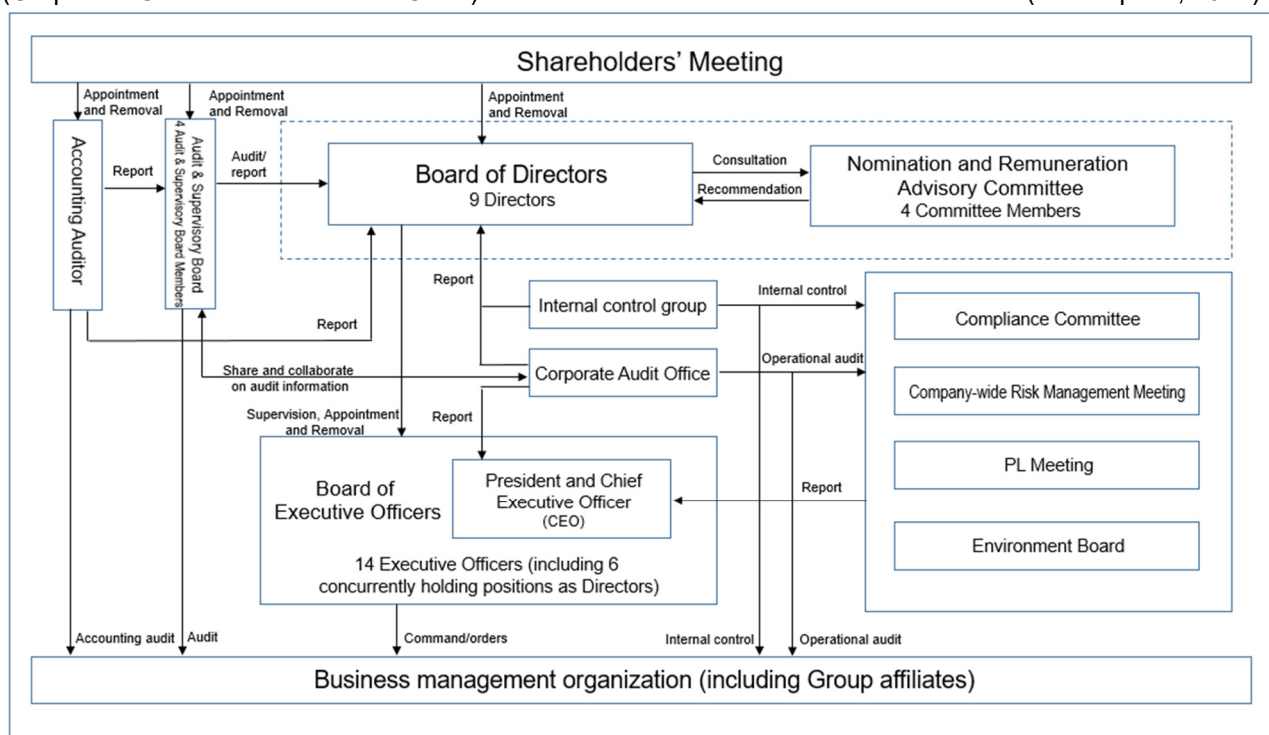 Shareholders' Meeting
Appointment
and Removal
Appointment
and Removal
Appointment
and Removal
Accounting Auditor
Report
Audit & Supervisory Board
4 Audit & Supervisory Board Members
Audit/
report
Board of Directors
9 Directors
Consultation
Recommendation
Nomination and Remuneration
Advisory Committee
4 Committee Members
Report
Internal control group
Internal control
Compliance Committee
Report
Share and collaborate
on audit information
Corporate Audit Office
Operational audit
Company-wide Risk Management Meeting
Supervision, Appointment
and Removal
Report
PL Meeting
Board of
Executive Officers
President and Chief
Executive Officer
(CEO)
Report
Environment Board
14 Executive Officers (including 6
concurrently holding positions as Directors)
Accounting audit
Audit
Command/orders
Internal control
Operational audit
Business management organization (including Group affiliates)